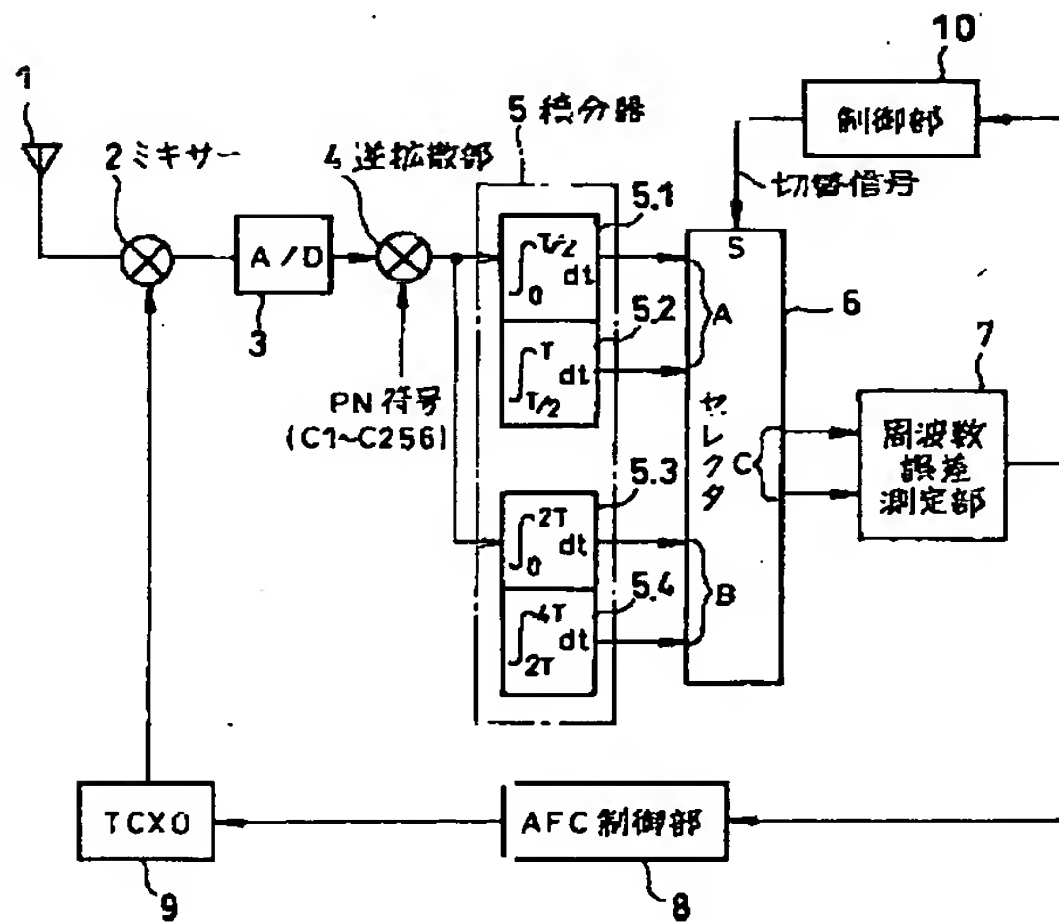 10
1
制御部
5 積分器
2 ミキサー
4 逆拡散部
切替信号
5.1
S
A/D
∫0 T/2 dt
A
6
5.2
3
∫T/2 T dt
7
PN 符号
(C1~C256)
セレクタ
C
周波数
誤差
測定部
5.3
∫0 2T dt
B
5.4
∫2T 4T dt
TCXO
AFC 制御部
9
8